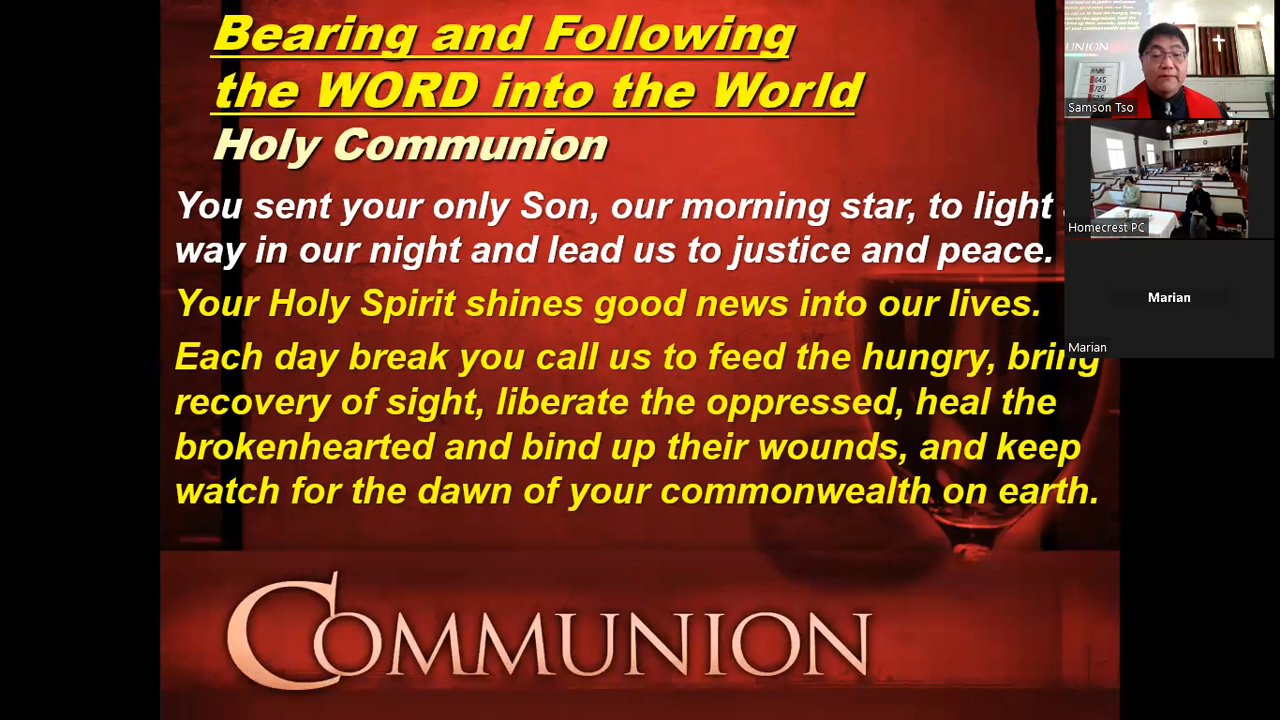 Bearing and Following
the WORD into the World
Holy Communion
You sent your only Son, our morning star, to light
way in our night and lead us to justice and peace.
Your Holy Spirit shines good news into our lives.
Each day break you call us to feed the hungry, bring
recovery of sight, liberate the oppressed, heal the
brokenhearted and bind up their wounds, and keep
watch for the dawn of your commonwealth on earth.
COMMUNION
UNION
645
720
Samson Tso
Homecrest PC
Marian
Marian